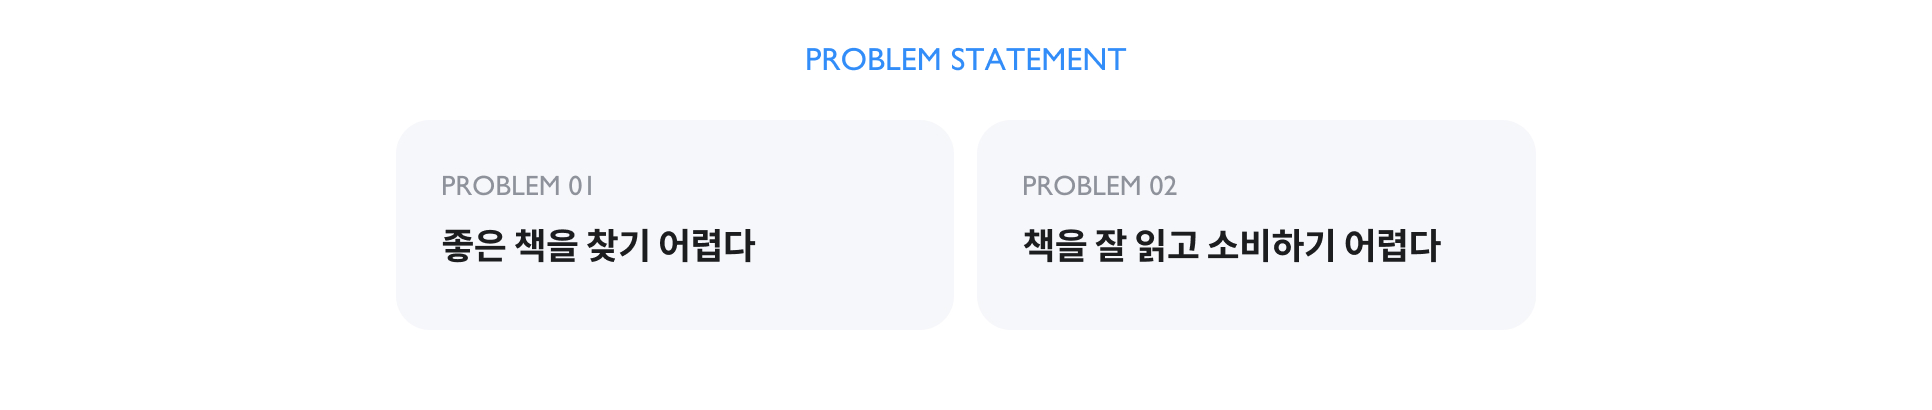 PROBLEM STATEMENT
PROBLEM 01
좋은 책을 찾기 어렵다
PROBLEM 02
책을 잘 읽고 소비하기 어렵다